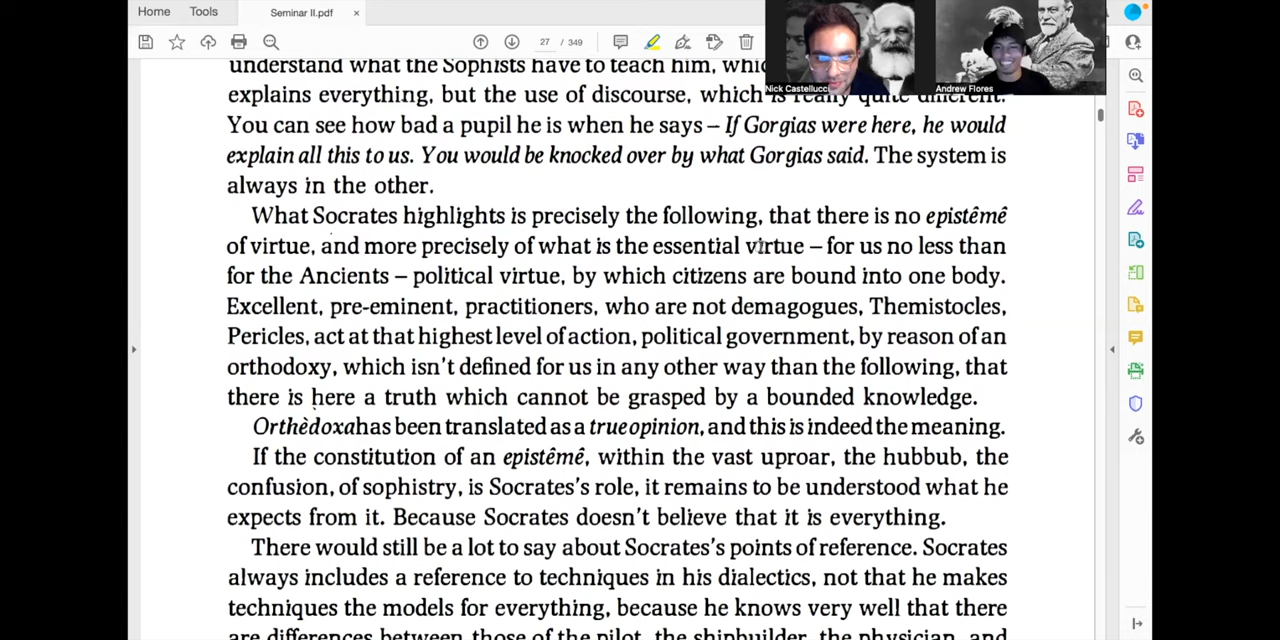 Home Tools Seminar II.pdf ×
27 / 349
Nick Castellucci Andrew Flores
understand what the Sophists have to teach him,
explains everything, but the use of discourse, which is really quite different.
You can see how bad a pupil he is when he says – If Gorgias were here, he would
explain all this to us. You would be knocked over by what Gorgias said. The system is
always in the other.
What Socrates highlights is precisely the following, that there is no epistêmê
of virtue, and more precisely of what is the essential virtue – for us no less than
for the Ancients – political virtue, by which citizens are bound into one body.
Excellent, pre-eminent, practitioners, who are not demagogues, Themistocles,
Pericles, act at that highest level of action, political government, by reason of an
orthodoxy, which isn't defined for us in any other way than the following, that
there is here a truth which cannot be grasped by a bounded knowledge.
Orthèdoxa has been translated as a true opinion, and this is indeed the meaning.
If the constitution of an epistêmê, within the vast uproar, the hubbub, the
confusion, of sophistry, is Socrates's role, it remains to be understood what he
expects from it. Because Socrates doesn't believe that it is everything.
There would still be a lot to say about Socrates's points of reference. Socrates
always includes a reference to techniques in his dialectics, not that he makes
techniques the models for everything, because he knows very well that there
are differences between those of the pilot, the shipbuilder, the physician, and